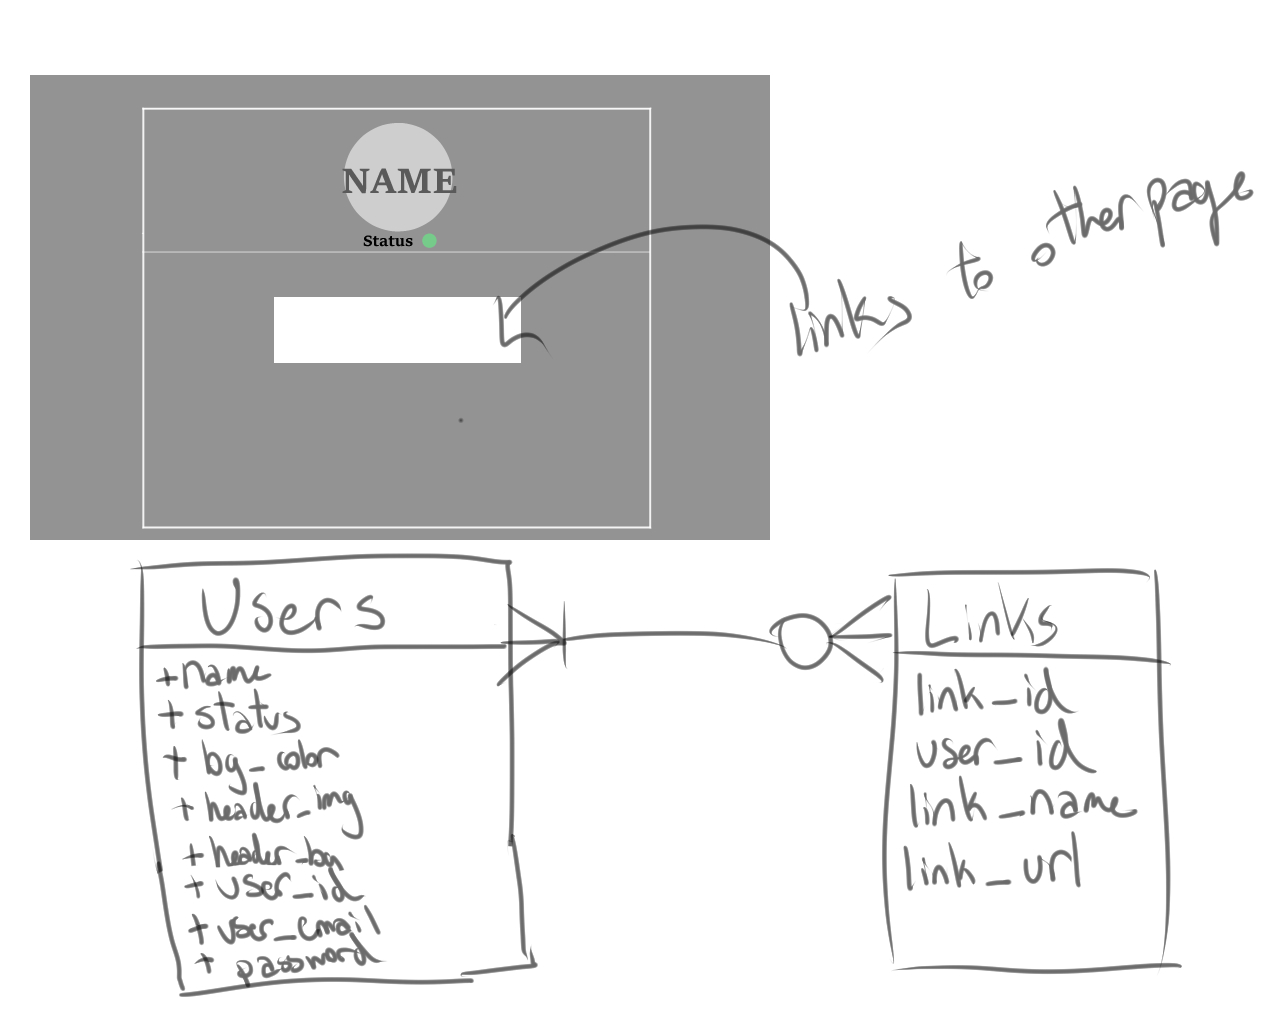 NAME
Status
links to other page
Users
+ name
+ status
+ bg_color
+ header_img
+ header_bg
+ user_id
+ user_email
+ password
Links
link_id
user_id
link_name
link_url